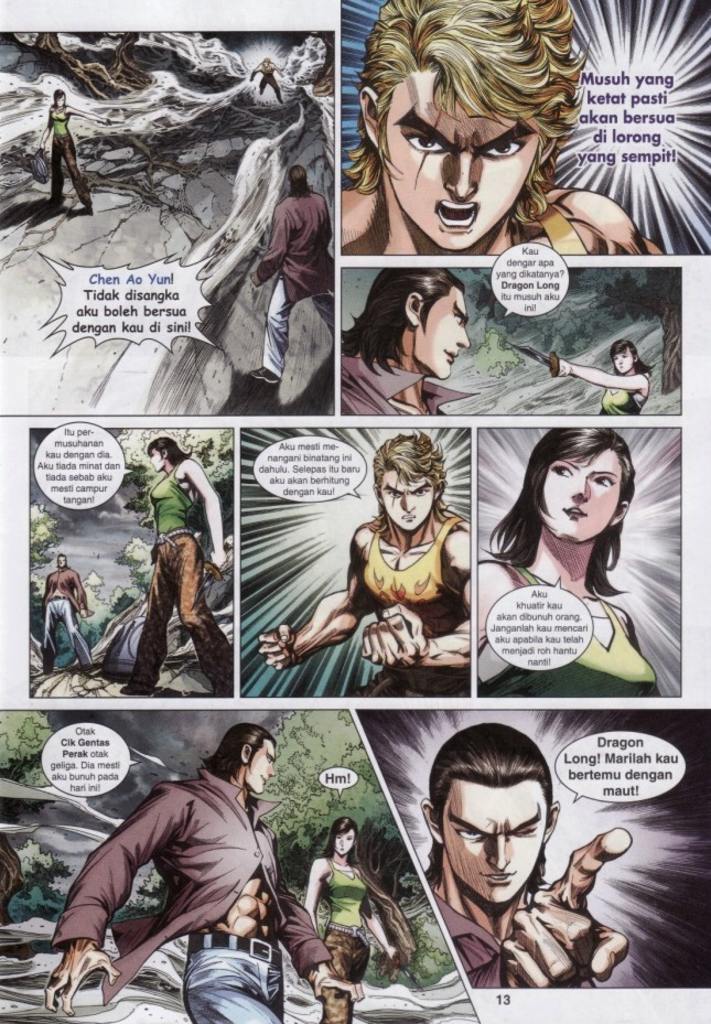 Chen Ao Yun!
Tidak disangka
aku boleh bersua
dengan kau di sini!
Musuh yang
ketat pasti
akan bersua
di lorong
yang sempit!
Kau
dengar apa
yang dikatanya?
Dragon Long
itu musuh aku
ini!
Itu per-
musuhanan
kau dengan dia.
Aku tiada minat dan
tiada sebab aku
mesti campur
tangan!
Aku mesti me-
nangani binatang ini
dahulu. Selepas itu baru
aku akan berhitung
dengan kau!
Aku
khuatir kau
akan dibunuh orang.
Janganlah kau mencari
aku apabila kau telah
menjadi roh hantu
nanti!
Otak
Cik Gentas
Perak otak
geliga. Dia mesti
aku bunuh pada
hari ini!
Hm!
Dragon
Long! Marilah kau
bertemu dengan
maut!
13